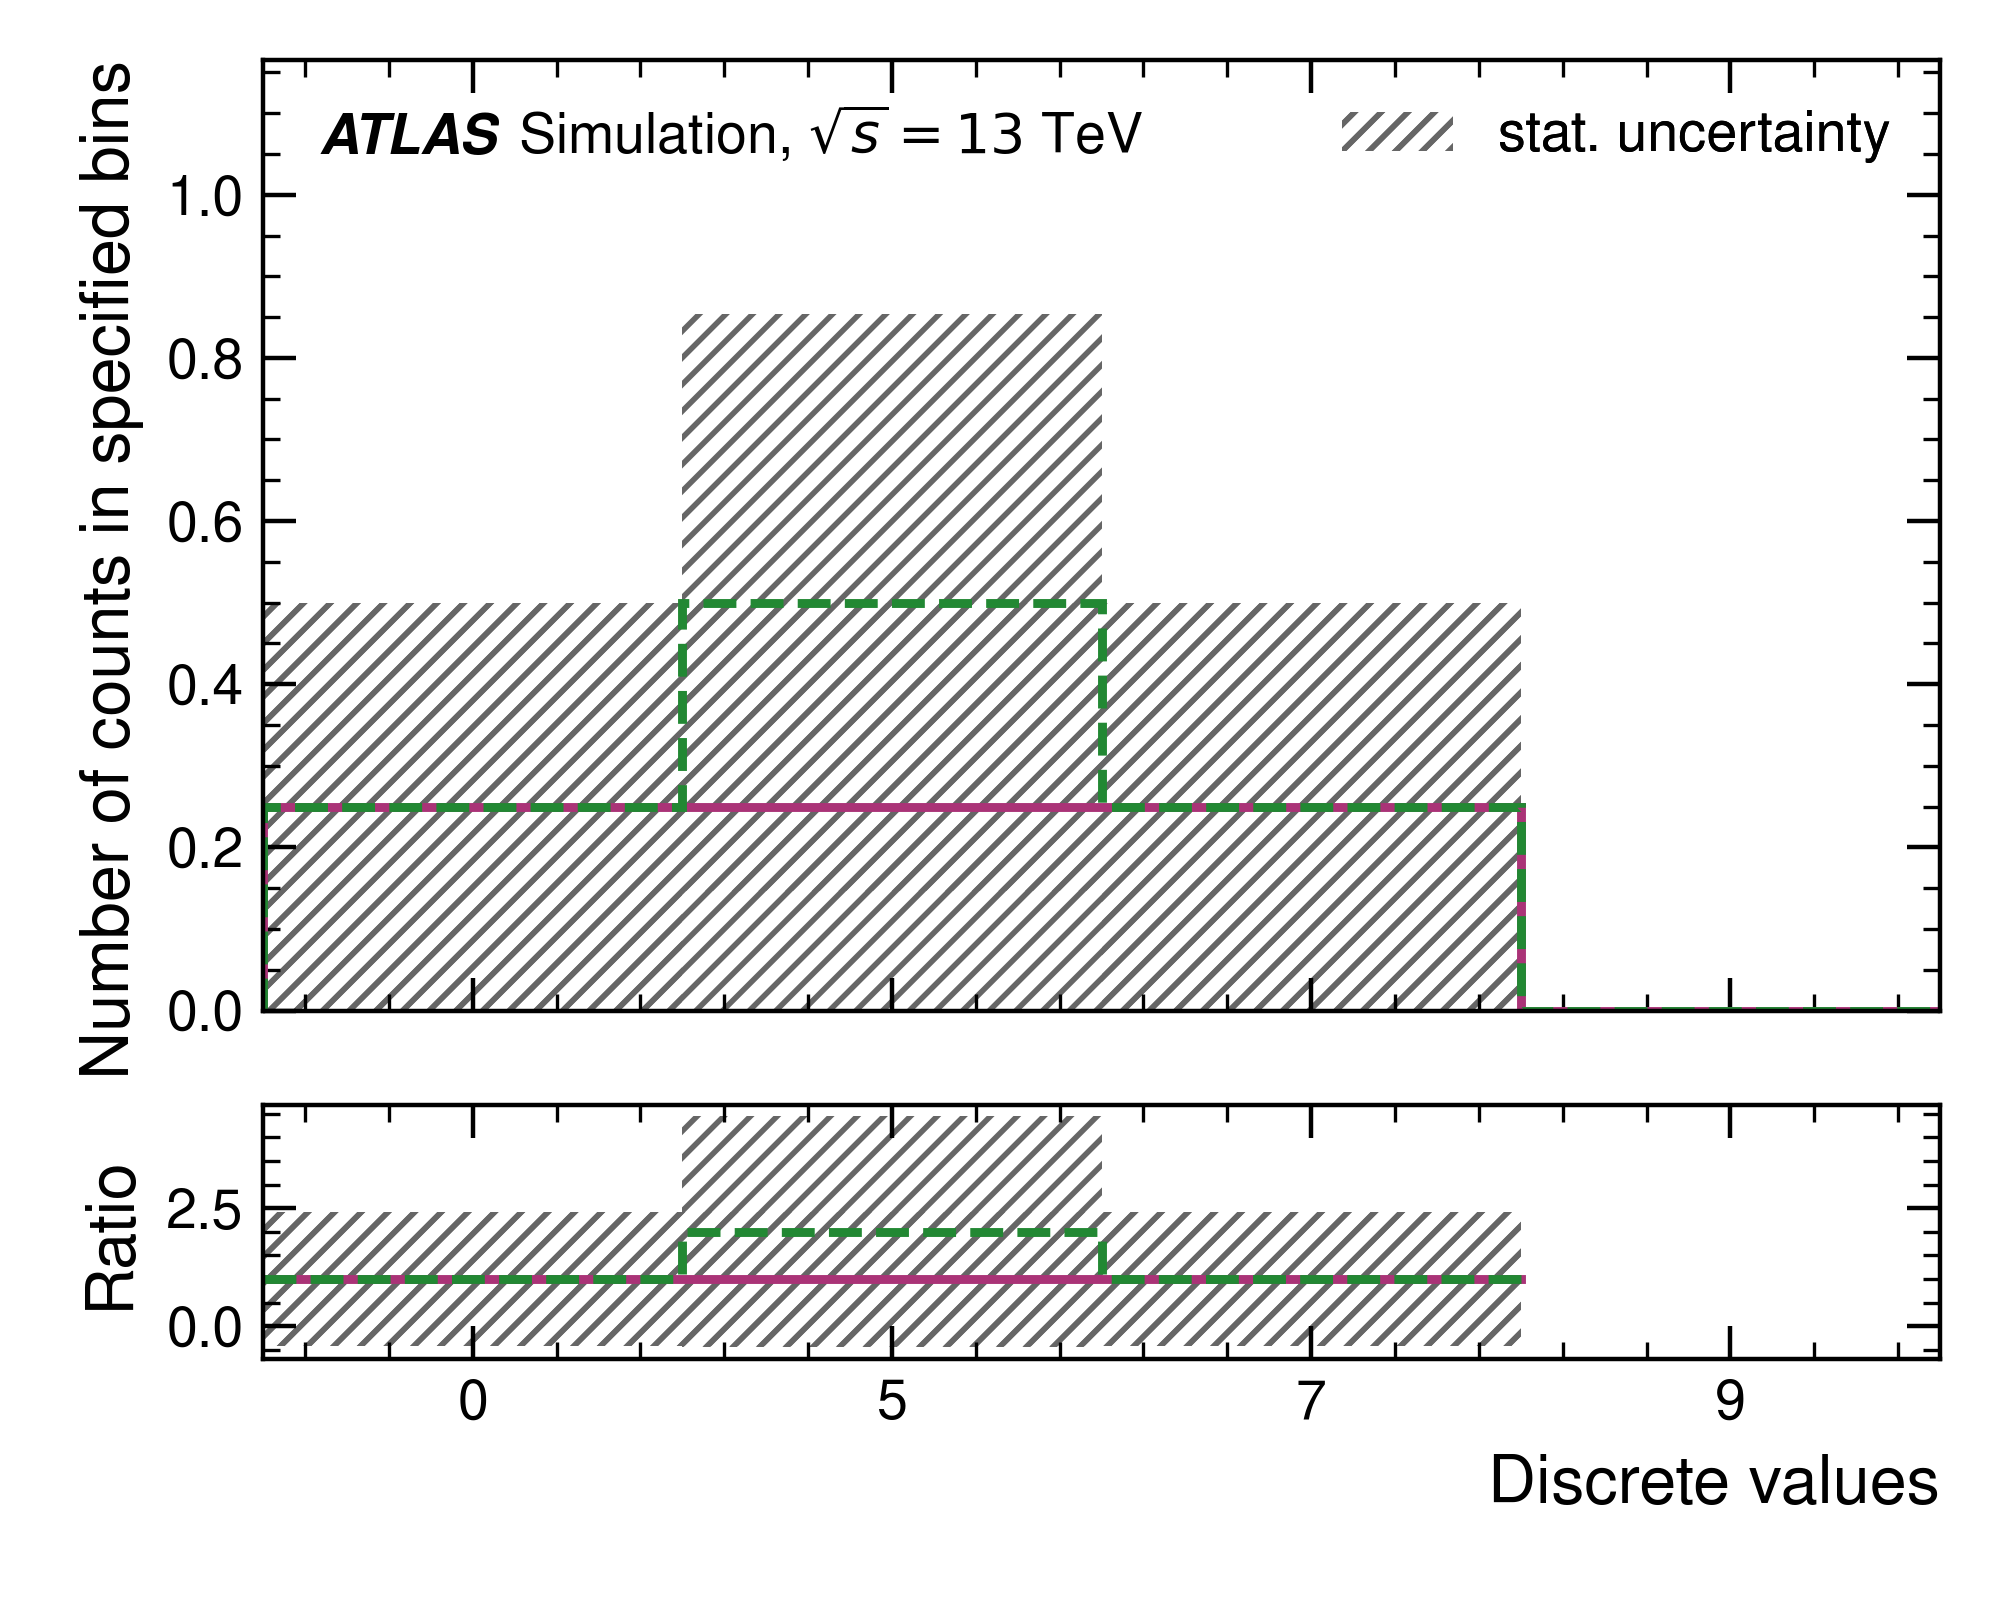 Number of counts in specified bins
ATLAS Simulation, √s = 13 TeV
stat. uncertainty
1.0
0.8
0.6
0.4
0.2
0.0
Ratio
2.5
0.0
0 5 7 9
Discrete values